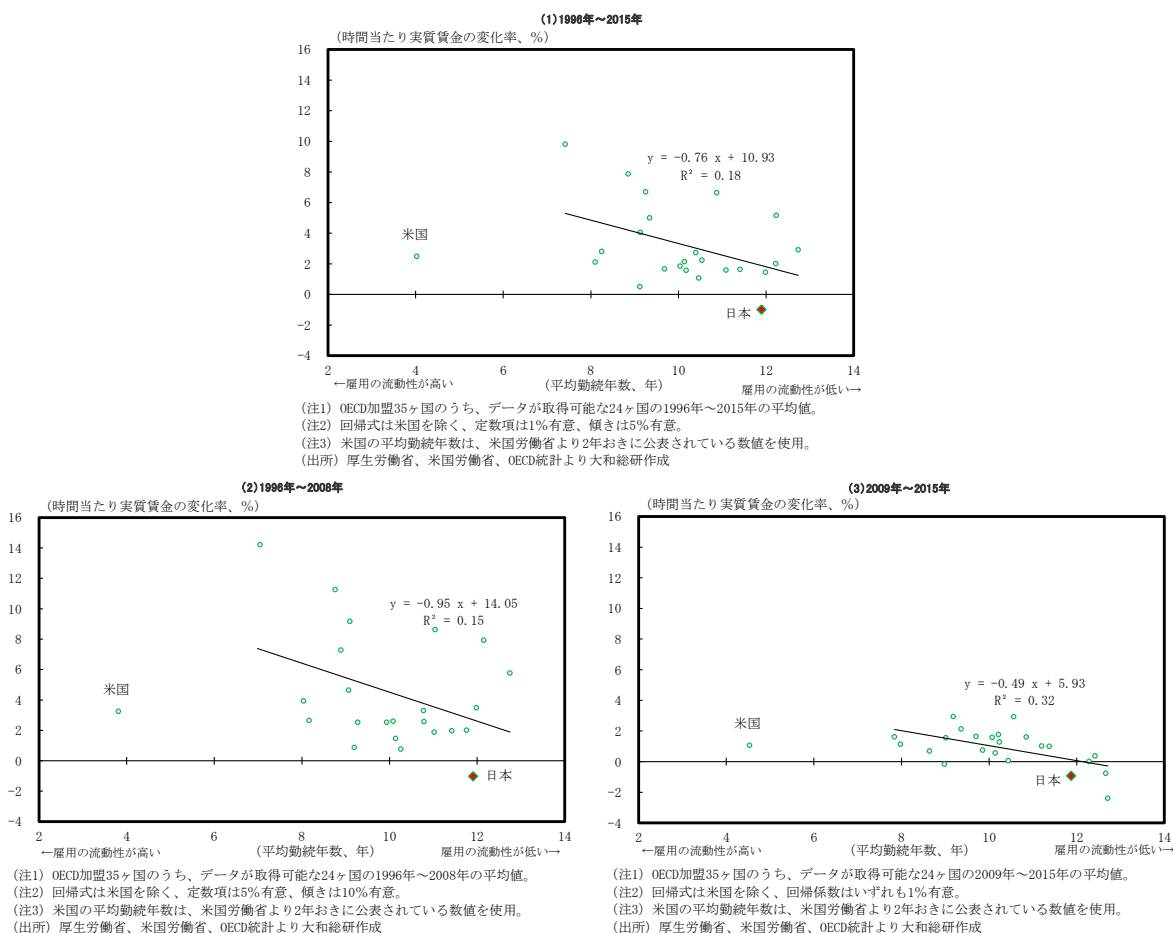 (1)1996年～2015年
(時間当たり実質賃金の変化率、%)
16
14
12
10
8
6
4
2
0
-2
-4
y = -0.76 x + 10.93
R² = 0.18
米国
日本
2 4 6 8 10 12 14
←雇用の流動性が高い (平均勤続年数、年) 雇用の流動性が低い→
(注1) OECD加盟35ヶ国のうち、データが取得可能な24ヶ国の1996年～2015年の平均値。
(注2) 回帰式は米国を除く、定数項は1%有意、傾きは5%有意。
(注3) 米国の平均勤続年数は、米国労働省より2年おきに公表されている数値を使用。
(出所) 厚生労働省、米国労働省、OECD統計より大和総研作成
(2)1996年～2008年
(時間当たり実質賃金の変化率、%)
16
14
12
10
8
6
4
2
0
-2
-4
y = -0.95 x + 14.05
R² = 0.15
米国
日本
2 4 6 8 10 12 14
←雇用の流動性が高い (平均勤続年数、年) 雇用の流動性が低い→
(注1) OECD加盟35ヶ国のうち、データが取得可能な24ヶ国の1996年～2008年の平均値。
(注2) 回帰式は米国を除く、定数項は5%有意、傾きは10%有意。
(注3) 米国の平均勤続年数は、米国労働省より2年おきに公表されている数値を使用。
(出所) 厚生労働省、米国労働省、OECD統計より大和総研作成
(3)2009年～2015年
(時間当たり実質賃金の変化率、%)
16
14
12
10
8
6
4
2
0
-2
-4
y = -0.49 x + 5.93
R² = 0.32
米国
日本
2 4 6 8 10 12 14
←雇用の流動性が高い (平均勤続年数、年) 雇用の流動性が低い→
(注1) OECD加盟35ヶ国のうち、データが取得可能な24ヶ国の2009年～2015年の平均値。
(注2) 回帰式は米国を除く、回帰係数はいずれも1%有意。
(注3) 米国の平均勤続年数は、米国労働省より2年おきに公表されている数値を使用。
(出所) 厚生労働省、米国労働省、OECD統計より大和総研作成